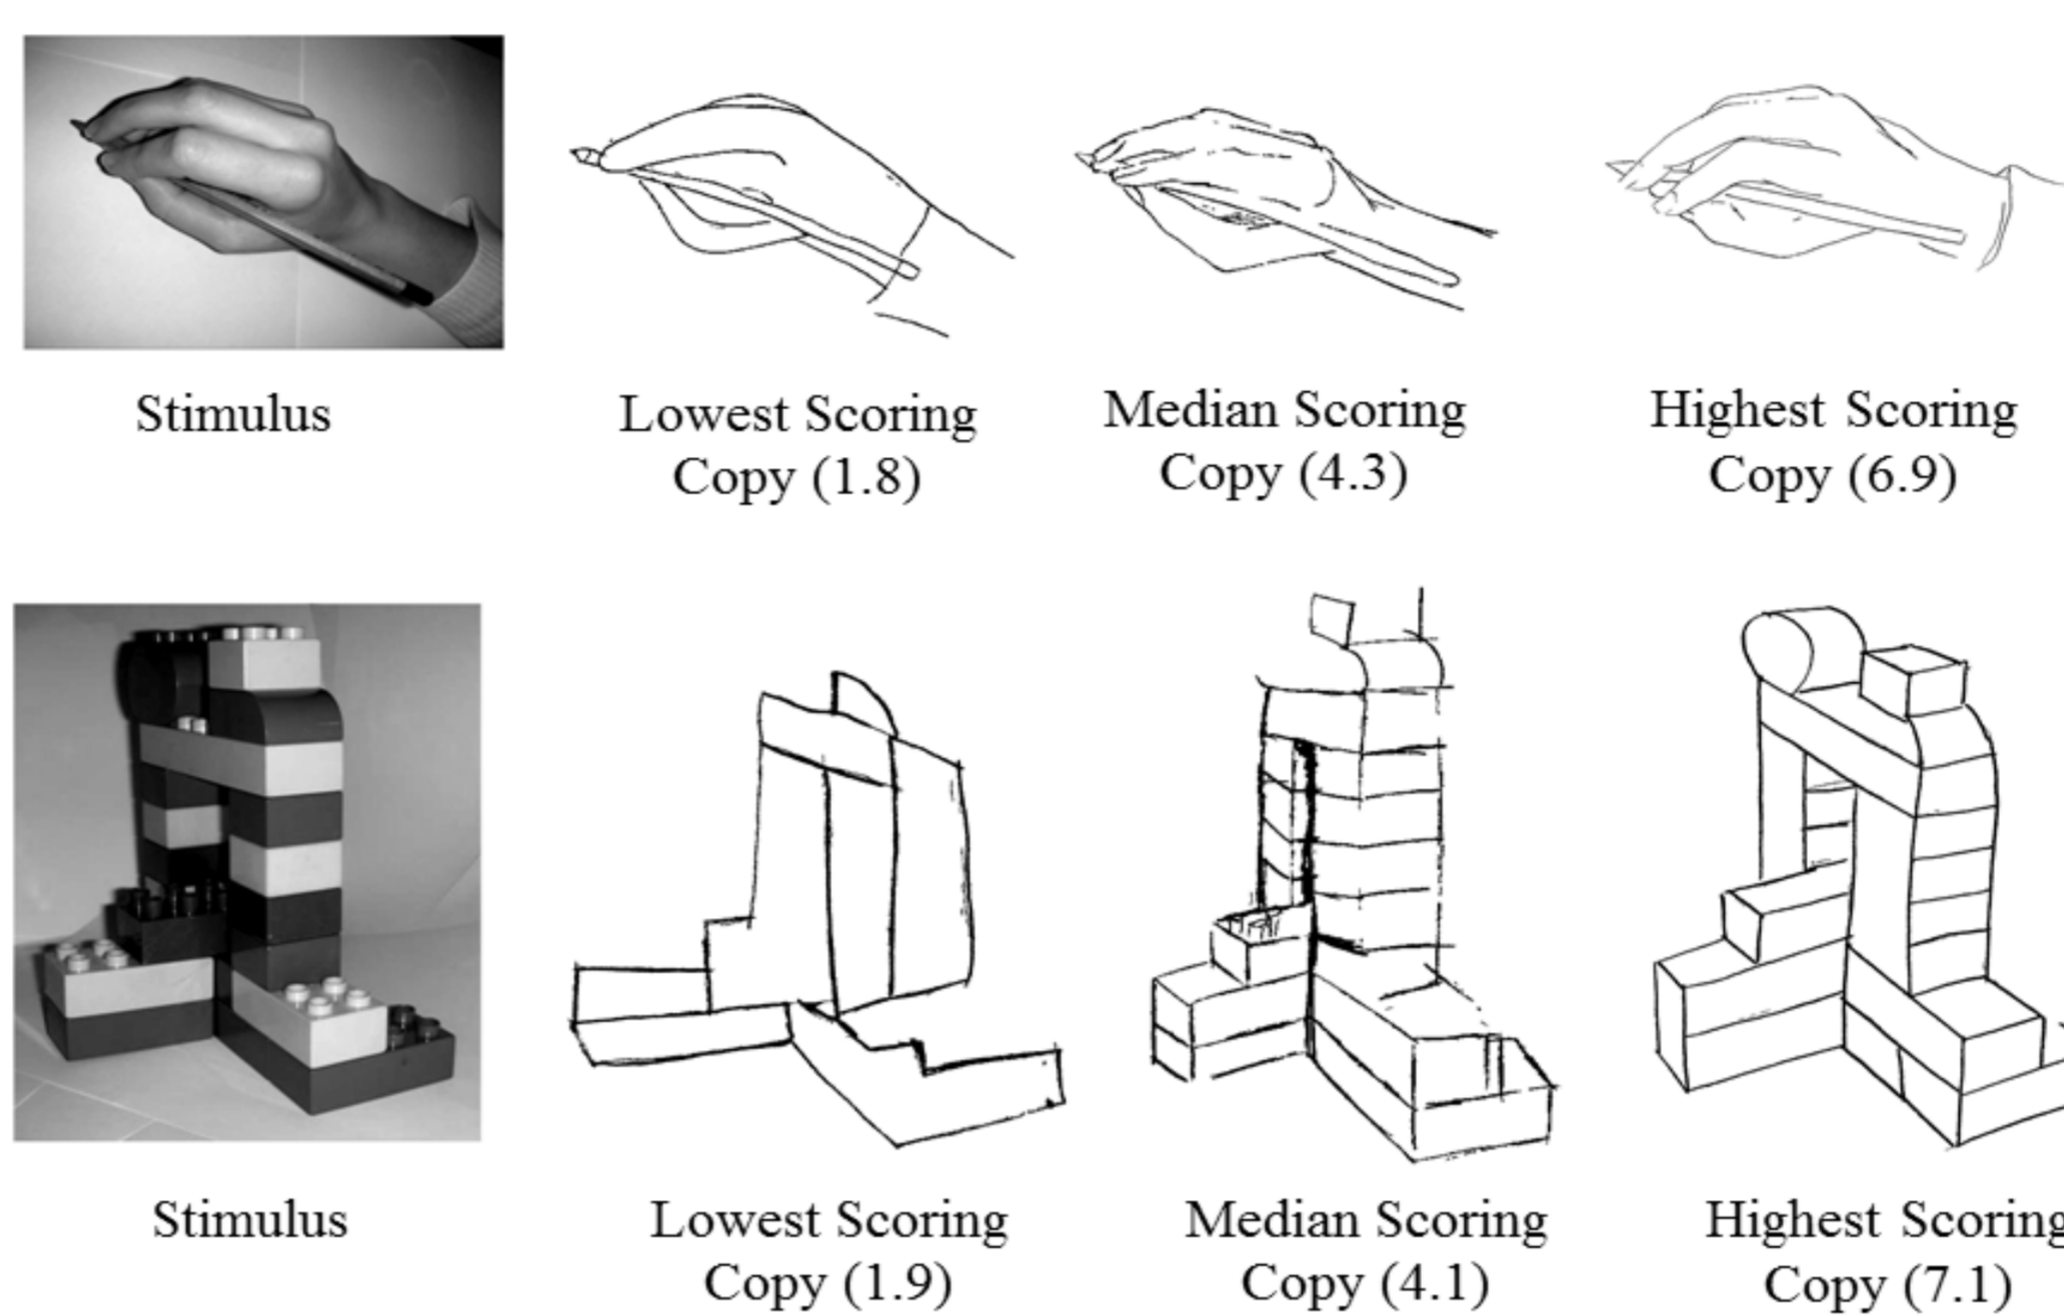 Stimulus
Lowest Scoring
Copy (1.8)
Median Scoring
Copy (4.3)
Highest Scoring
Copy (6.9)
Stimulus
Lowest Scoring
Copy (1.9)
Median Scoring
Copy (4.1)
Highest Scoring
Copy (7.1)